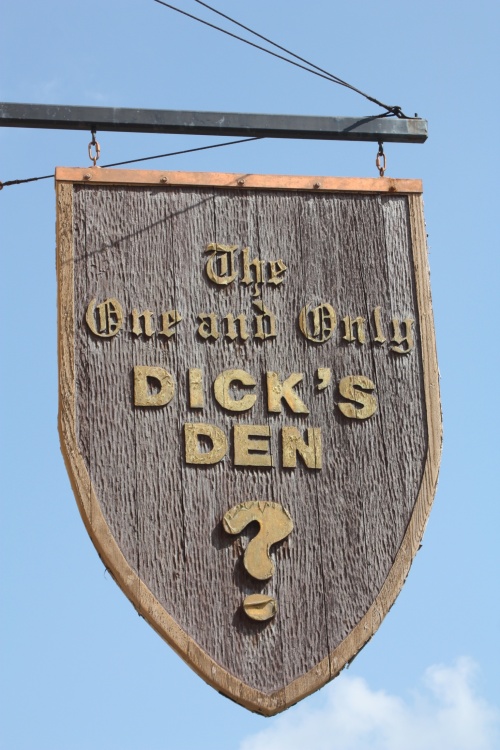 The
One and Only
DICK'S
DEN
?